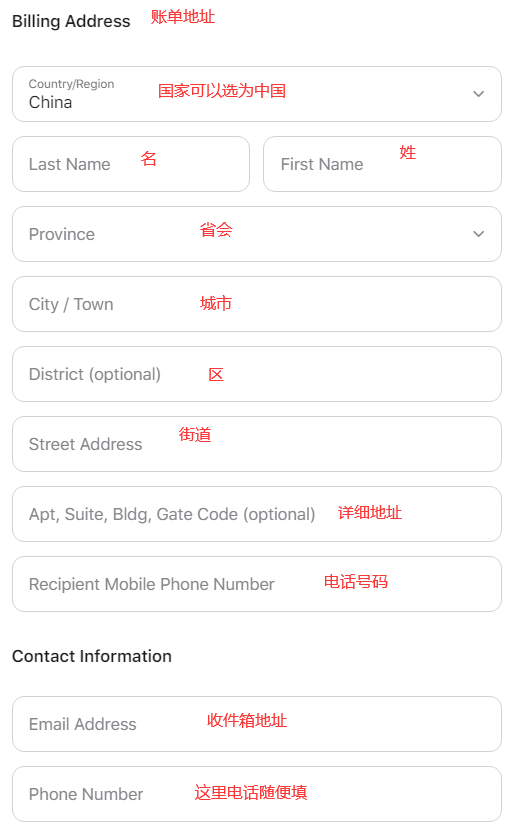 Billing Address 账单地址
Country/Region
China 国家可以选为中国
Last Name 名 First Name 姓
Province 省会
City / Town 城市
District (optional) 区
Street Address 街道
Apt, Suite, Bldg, Gate Code (optional) 详细地址
Recipient Mobile Phone Number 电话号码
Contact Information
Email Address 收件箱地址
Phone Number 这里电话随便填